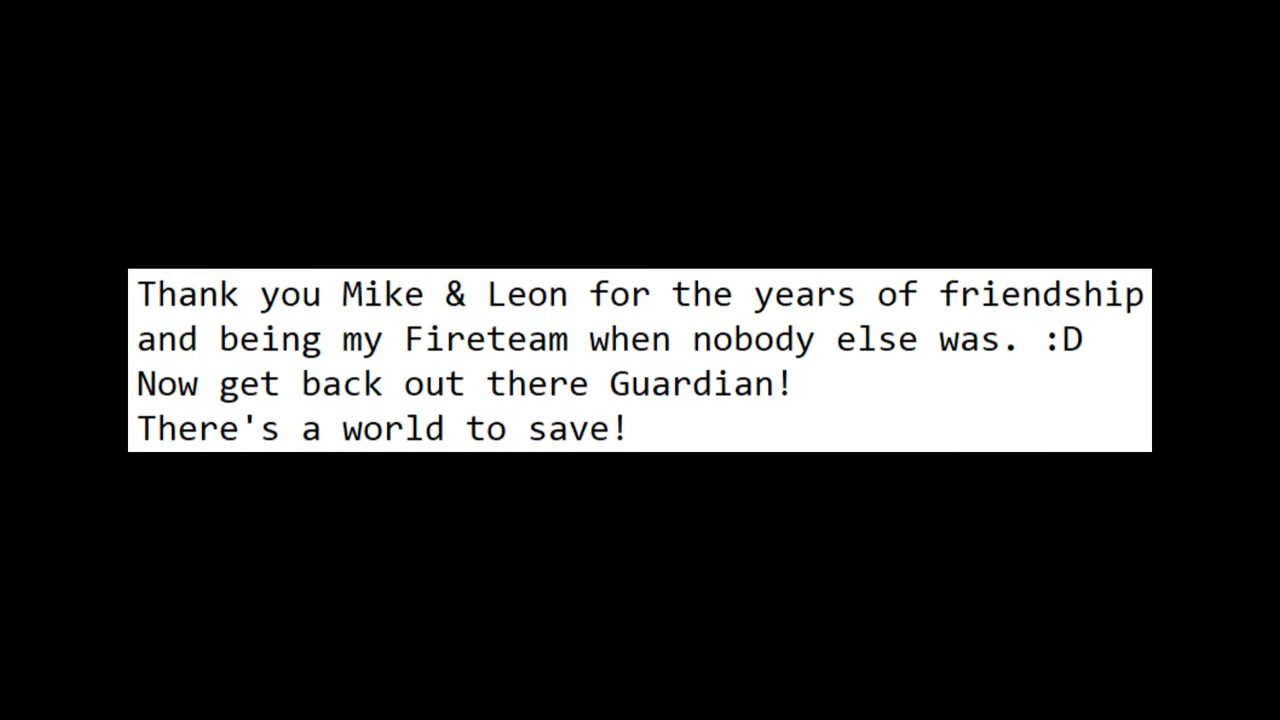 Thank you Mike & Leon for the years of friendship
and being my Fireteam when nobody else was. :D
Now get back out there Guardian!
There's a world to save!